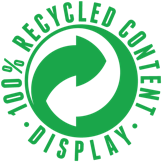 100% RECYCLED CONTENT
• DISPLAY •